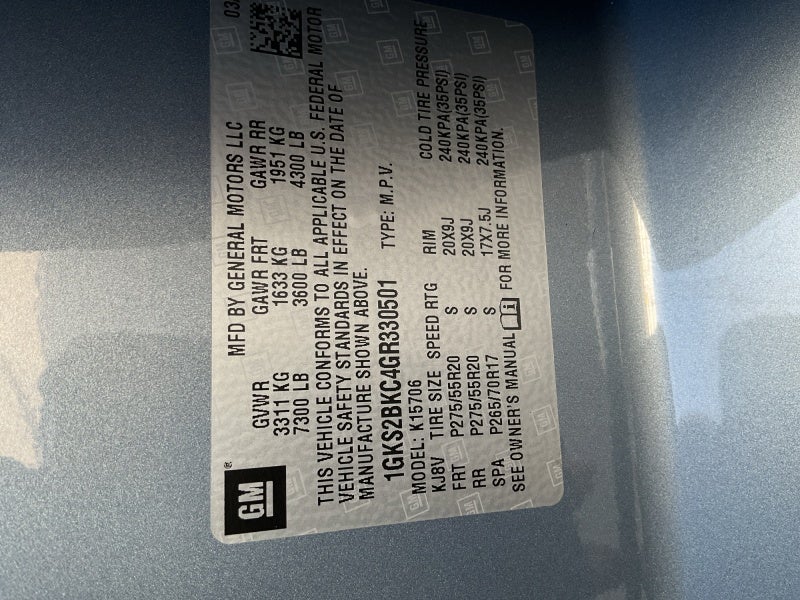 GM®
MFD BY GENERAL MOTORS LLC 03
GVWR GAWR FRT GAWR RR
3311 KG 1633 KG 1951 KG
7300 LB 3600 LB 4300 LB
THIS VEHICLE CONFORMS TO ALL APPLICABLE U.S. FEDERAL MOTOR
VEHICLE SAFETY STANDARDS IN EFFECT ON THE DATE OF
MANUFACTURE SHOWN ABOVE.
1GKS2BKC4GR330501 TYPE: M.P.V.
MODEL: K15706
KJ8V TIRE SIZE SPEED RTG RIM COLD TIRE PRESSURE
FRT P275/55R20 S 20X9J 240KPA(35PSI)
RR P275/55R20 S 20X9J 240KPA(35PSI)
SPA P265/70R17 S 17X7.5J 240KPA(35PSI)
SEE OWNER'S MANUAL i FOR MORE INFORMATION.